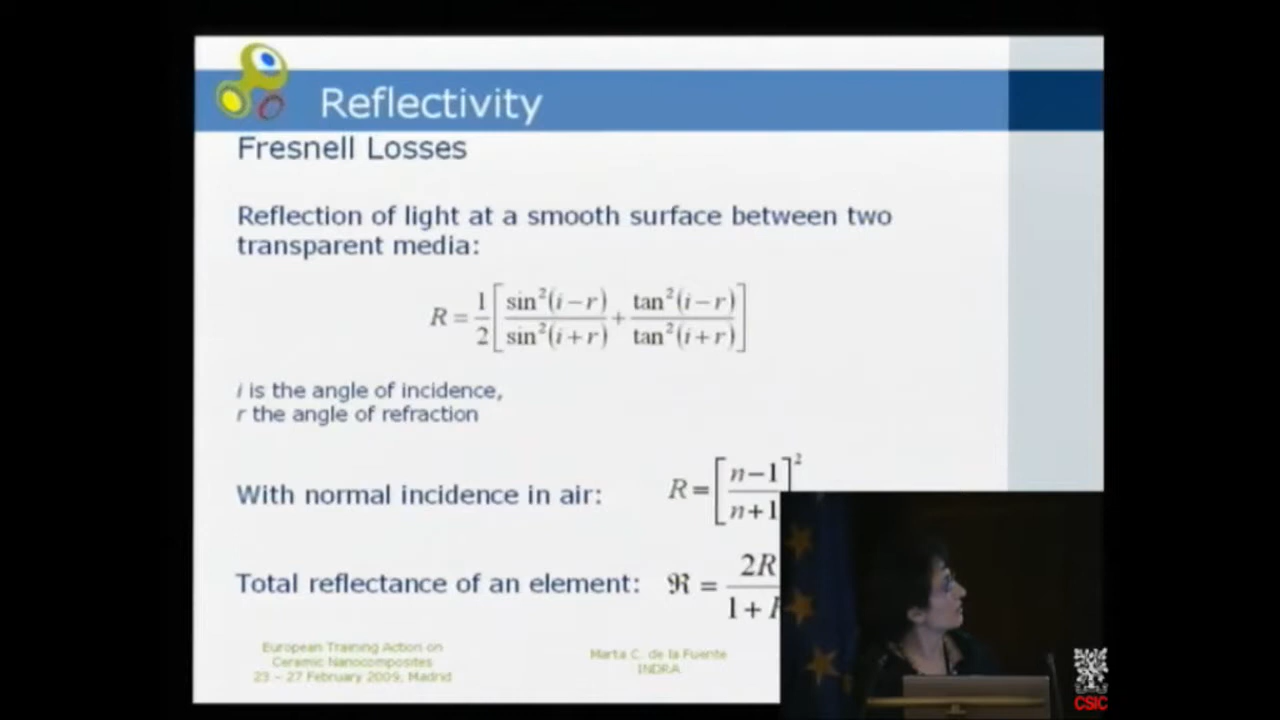 Reflectivity
Fresnell Losses
Reflection of light at a smooth surface between two
transparent media:
R = 1/2 [ sin²(i−r)/sin²(i+r) + tan²(i−r)/tan²(i+r) ]
i is the angle of incidence,
r the angle of refraction
With normal incidence in air: R = [ n−1/n+1 ]²
Total reflectance of an element: ℜ = 2R/1+
European Training Action on
Ceramic Nanocomposites
23 – 27 February 2009, Madrid
Marta C. de la Fuente
INDRA
CSIC